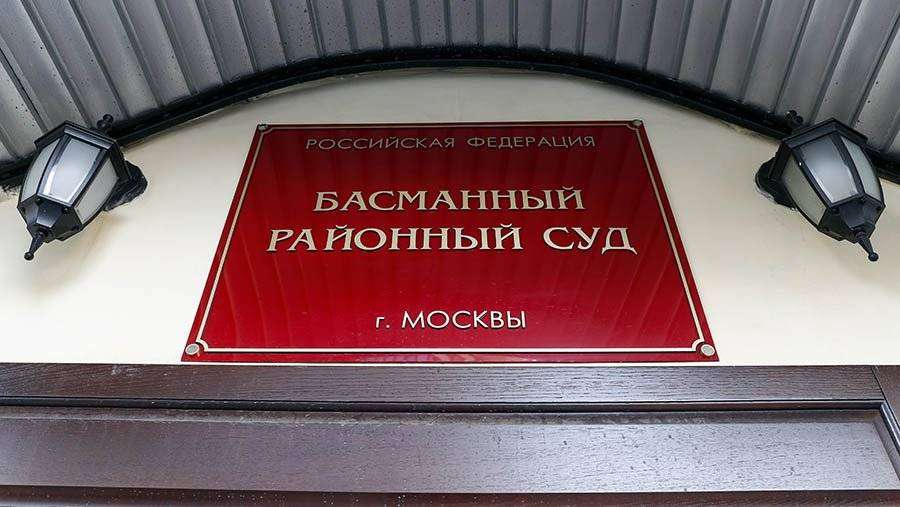 РОССИЙСКАЯ ФЕДЕРАЦИЯ
БАСМАННЫЙ
РАЙОННЫЙ СУД
г. МОСКВЫ